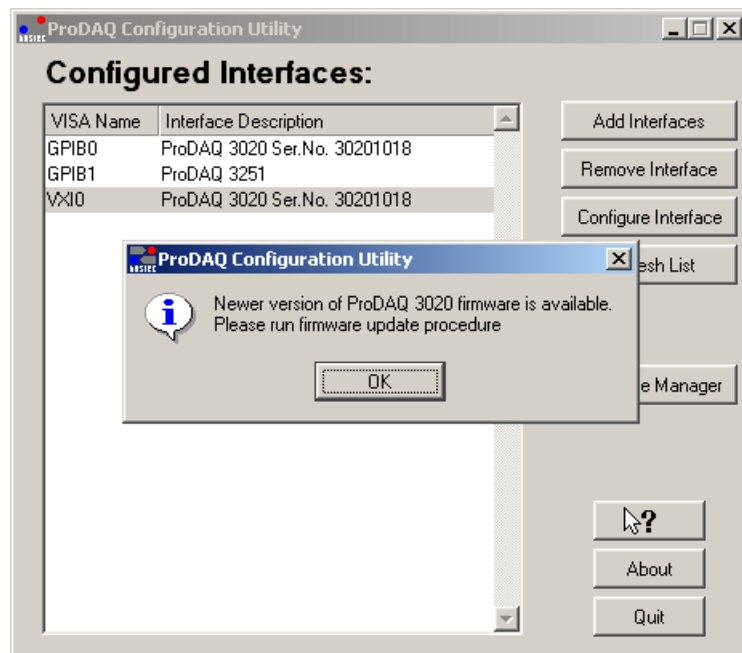 ProDAQ Configuration Utility
Configured Interfaces:
VISA Name Interface Description
GPIB0 ProDAQ 3020 Ser.No. 30201018
GPIB1 ProDAQ 3251
VXI0 ProDAQ 3020 Ser.No. 30201018
Add Interfaces
Remove Interface
Configure Interface
esh List
e Manager
ProDAQ Configuration Utility
Newer version of ProDAQ 3020 firmware is available.
Please run firmware update procedure
OK
?
About
Quit